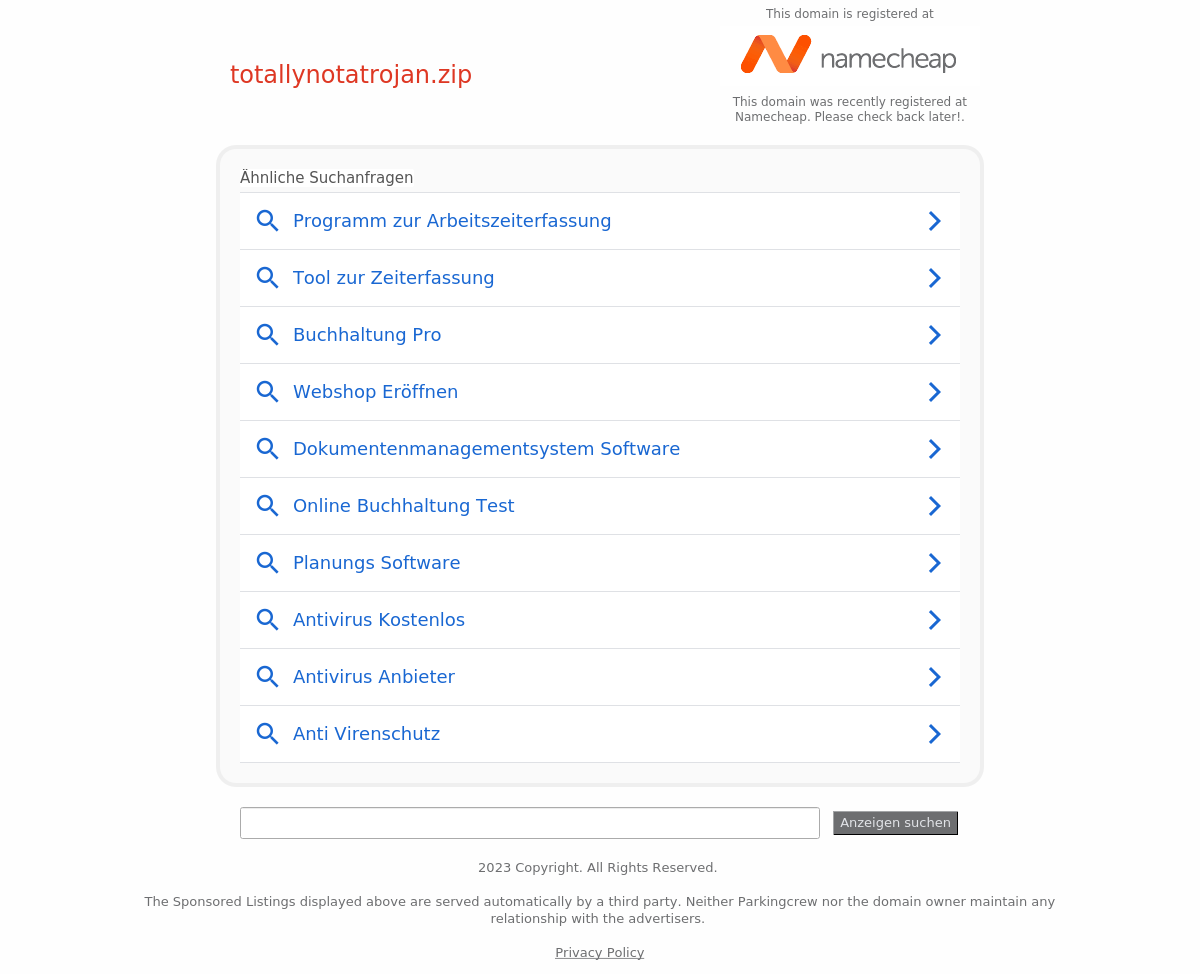 This domain is registered at
namecheap
totallynotatrojan.zip
This domain was recently registered at
Namecheap. Please check back later!.
Ähnliche Suchanfragen
Programm zur Arbeitszeiterfassung
Tool zur Zeiterfassung
Buchhaltung Pro
Webshop Eröffnen
Dokumentenmanagementsystem Software
Online Buchhaltung Test
Planungs Software
Antivirus Kostenlos
Antivirus Anbieter
Anti Virenschutz
Anzeigen suchen
2023 Copyright. All Rights Reserved.
The Sponsored Listings displayed above are served automatically by a third party. Neither Parkingcrew nor the domain owner maintain any
relationship with the advertisers.
Privacy Policy